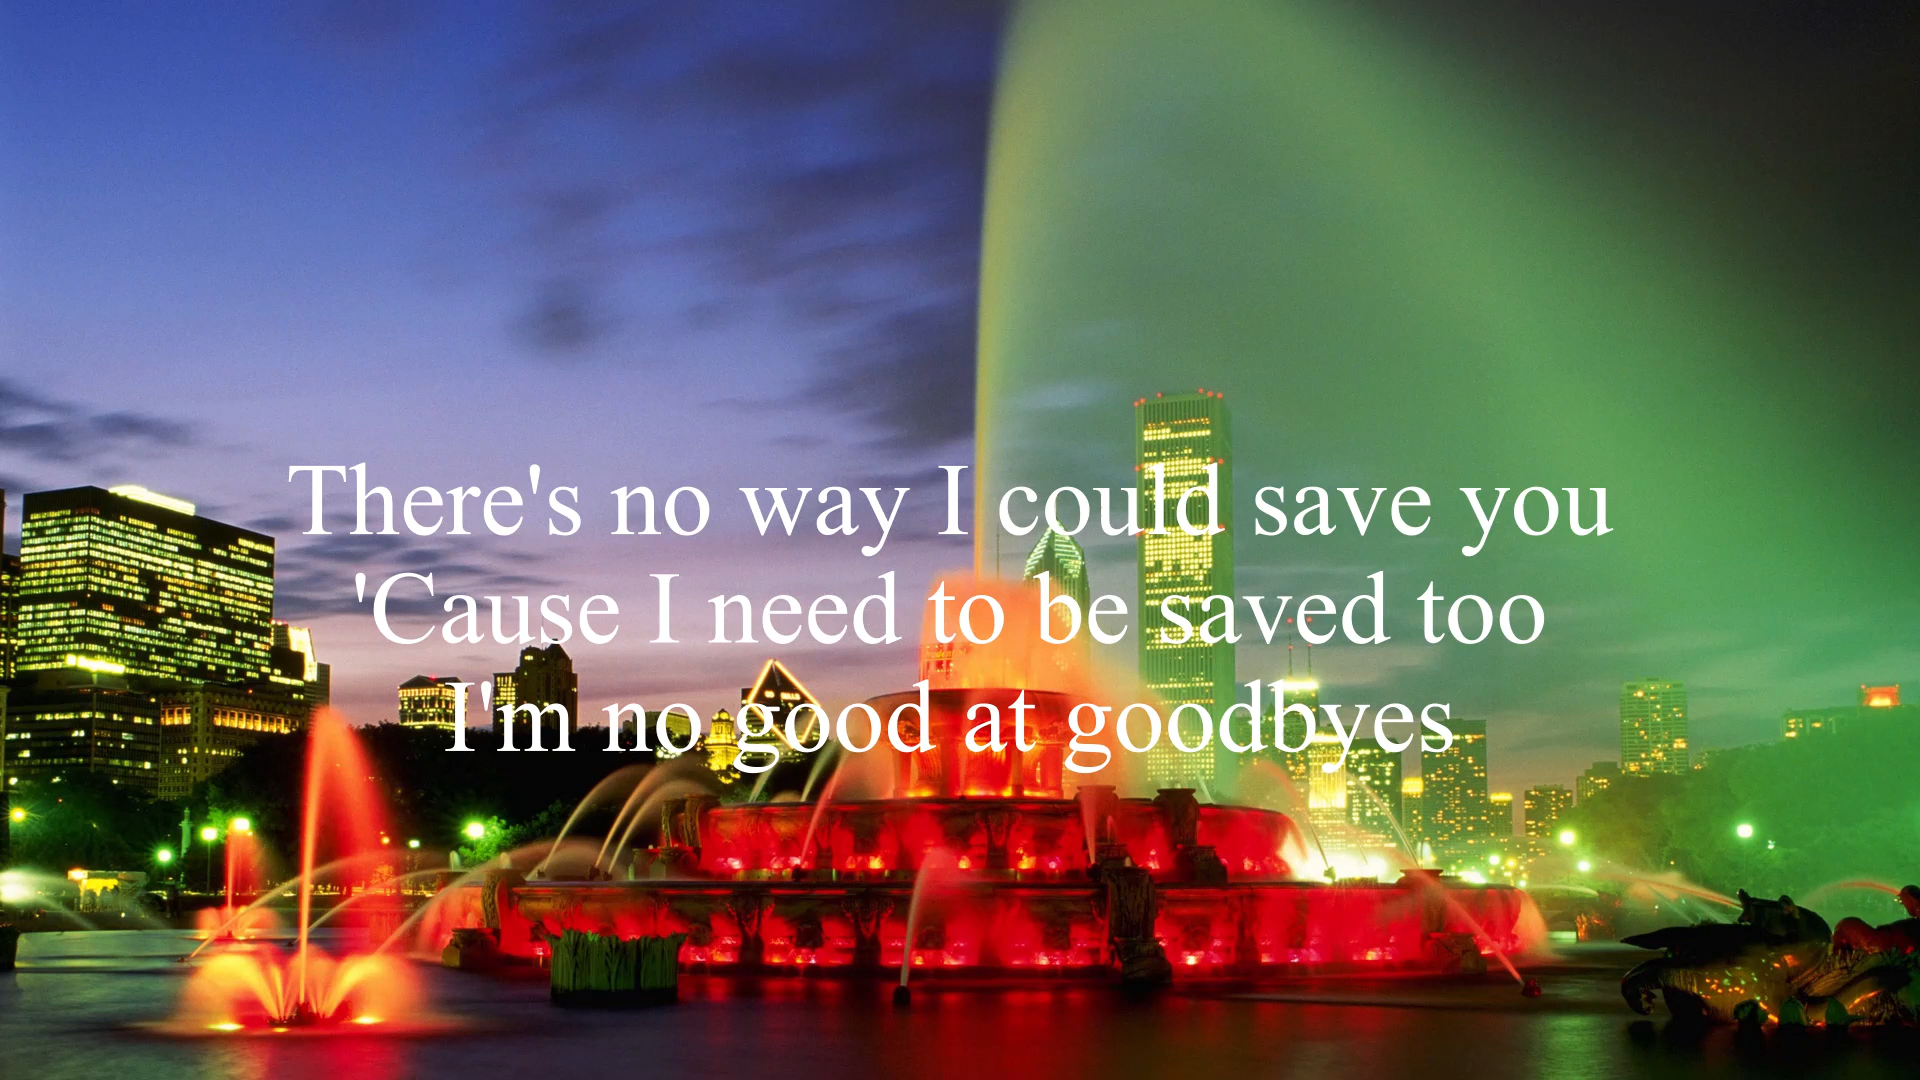 There's no way I could save you
'Cause I need to be saved too
I'm no good at goodbyes